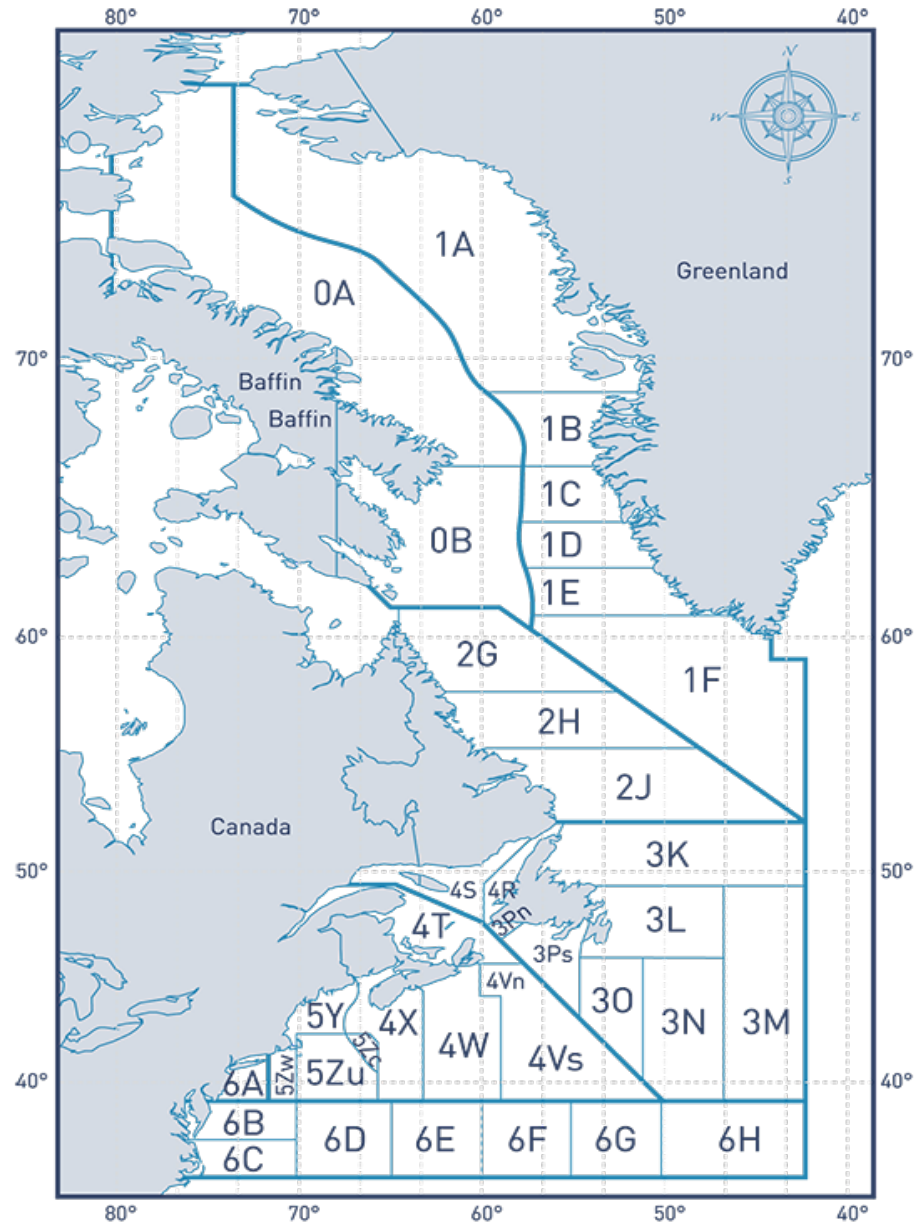 80° 70° 60° 50° 40°
N
W E
S
1A
Greenland
0A
70° 70°
Baffin
Baffin
1B
1C
0B
1D
1E
60° 60°
2G
1F
2H
2J
Canada
3K
50° 50°
4S 4R
3Pn
4T
3L
3Ps
4Vn
5Y 4X
3O
3N 3M
5Zc
4W
4Vs
40° 40°
6A 5Zw 5Zu
6B
6D 6E 6F 6G 6H
6C
80° 70° 60° 50° 40°